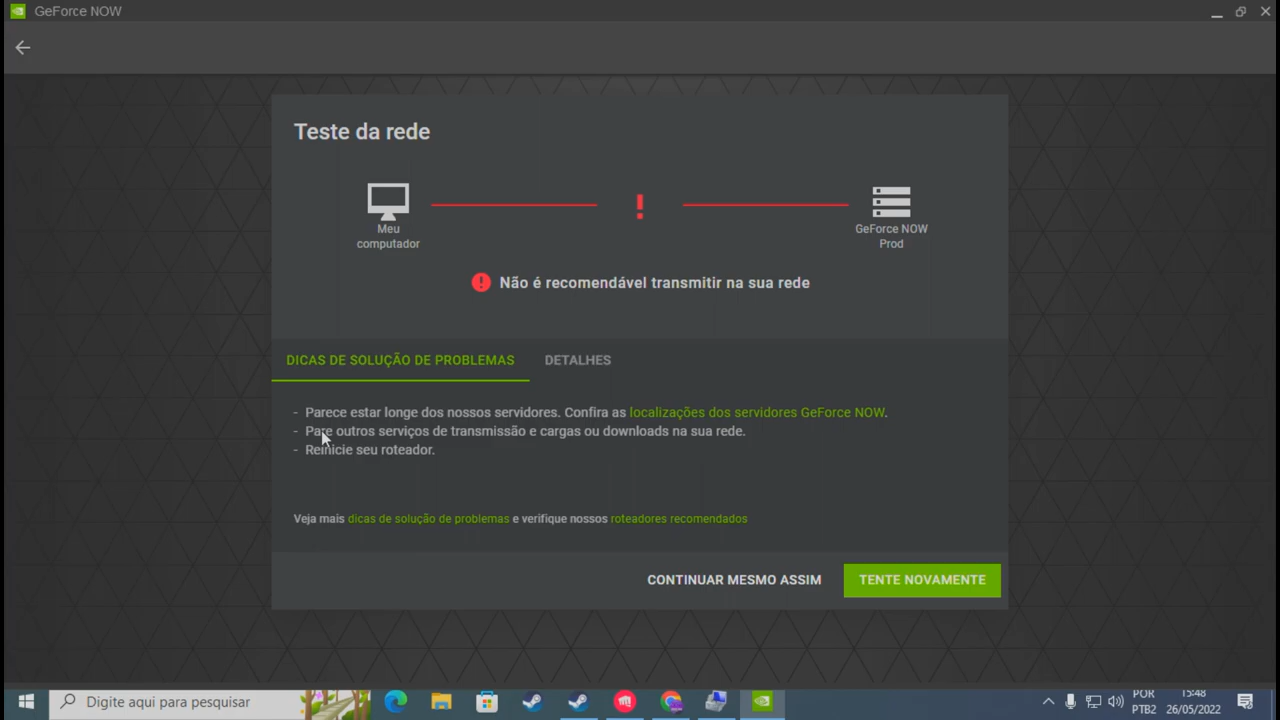 GeForce NOW
Teste da rede
Meu
computador
GeForce NOW
Prod
Não é recomendável transmitir na sua rede
DICAS DE SOLUÇÃO DE PROBLEMAS
DETALHES
- Parece estar longe dos nossos servidores. Confira as localizações dos servidores GeForce NOW.
- Pare outros serviços de transmissão e cargas ou downloads na sua rede.
- Reinicie seu roteador.
Veja mais dicas de solução de problemas e verifique nossos roteadores recomendados
CONTINUAR MESMO ASSIM
TENTE NOVAMENTE
Digite aqui para pesquisar
POR
PTB2
15:48
26/05/2022